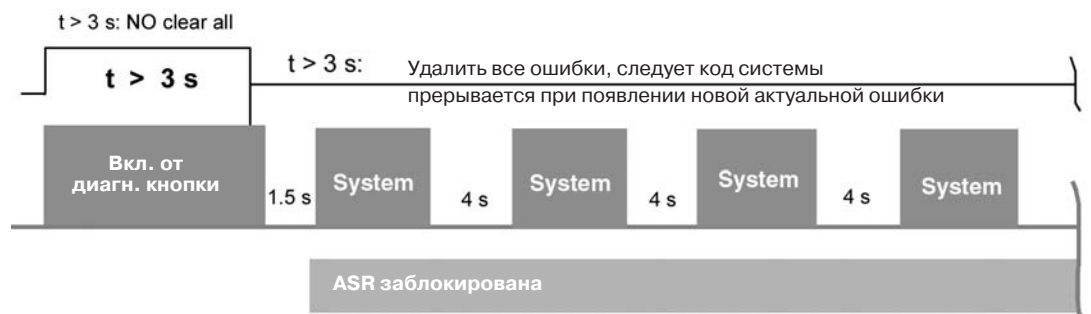 t > 3 s: NO clear all
t > 3 s
t > 3 s:
Удалить все ошибки, следует код системы
прерывается при появлении новой актуальной ошибки
Вкл. от
диагн. кнопки
1.5 s
System
4 s
System
4 s
System
4 s
System
ASR заблокирована